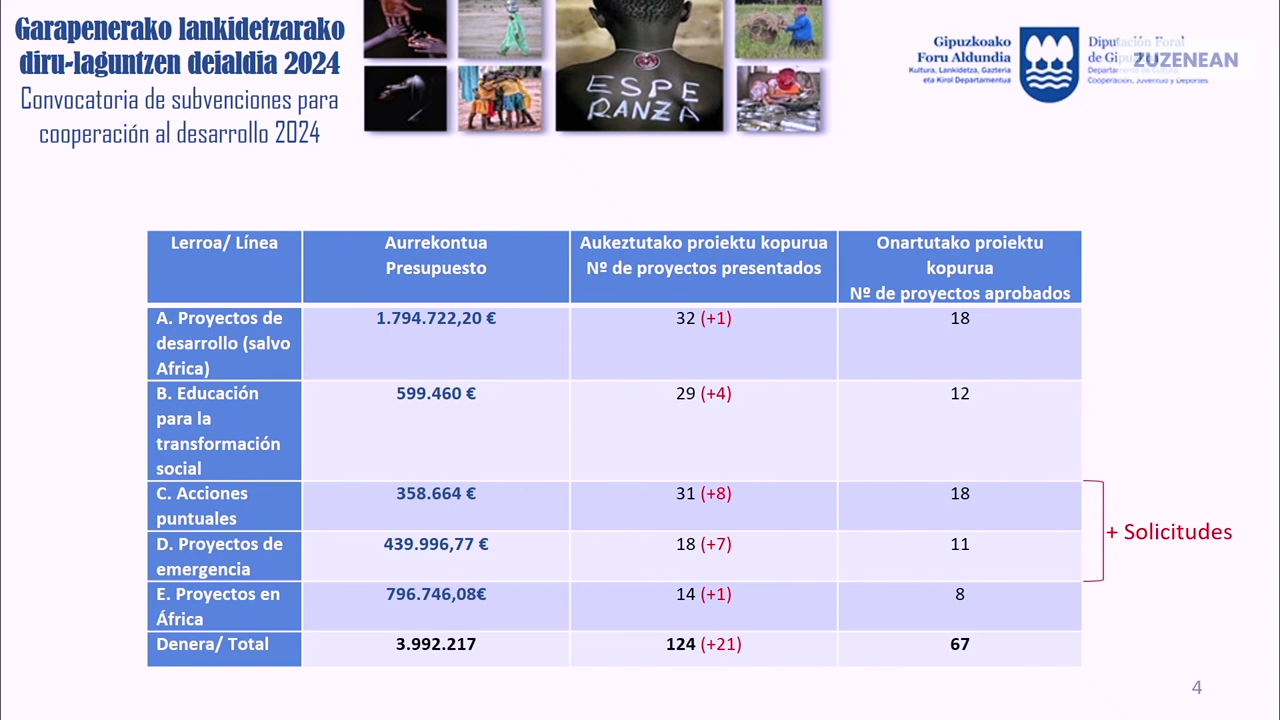 Garapenerako lankidetzarako
diru-laguntzen deialdia 2024
Convocatoria de subvenciones para
cooperación al desarrollo 2024
ESPE
RANZA
Gipuzkoako
Foru Aldundia
Kultura, Lankidetza, Gazteria
eta Kirol Departamentua
Diputación Foral
de Gipuzkoa
Departamento de Cultura,
Cooperación, Juventud y Deportes
ZUZENEAN
Lerroa/ Línea
Aurrekontua
Presupuesto
Aukeztutako proiektu kopurua
Nº de proyectos presentados
Onartutako proiektu
kopurua
Nº de proyectos aprobados
A. Proyectos de
desarrollo (salvo
Africa)
1.794.722,20 €
32 (+1)
18
B. Educación
para la
transformación
social
599.460 €
29 (+4)
12
C. Acciones
puntuales
358.664 €
31 (+8)
18
D. Proyectos de
emergencia
439.996,77 €
18 (+7)
11
+ Solicitudes
E. Proyectos en
África
796.746,08€
14 (+1)
8
Denera/ Total
3.992.217
124 (+21)
67
4